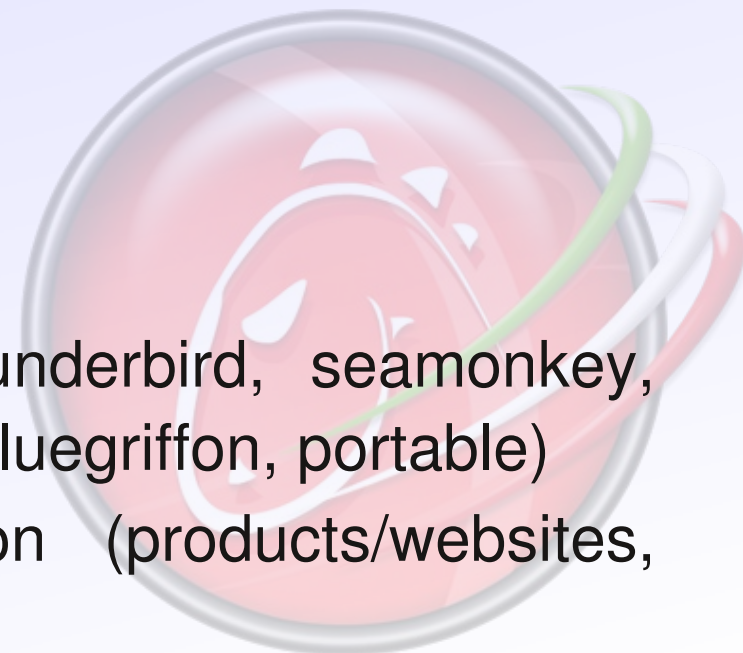 underbird, seamonkey,
luegriffon, portable)
on (products/websites,